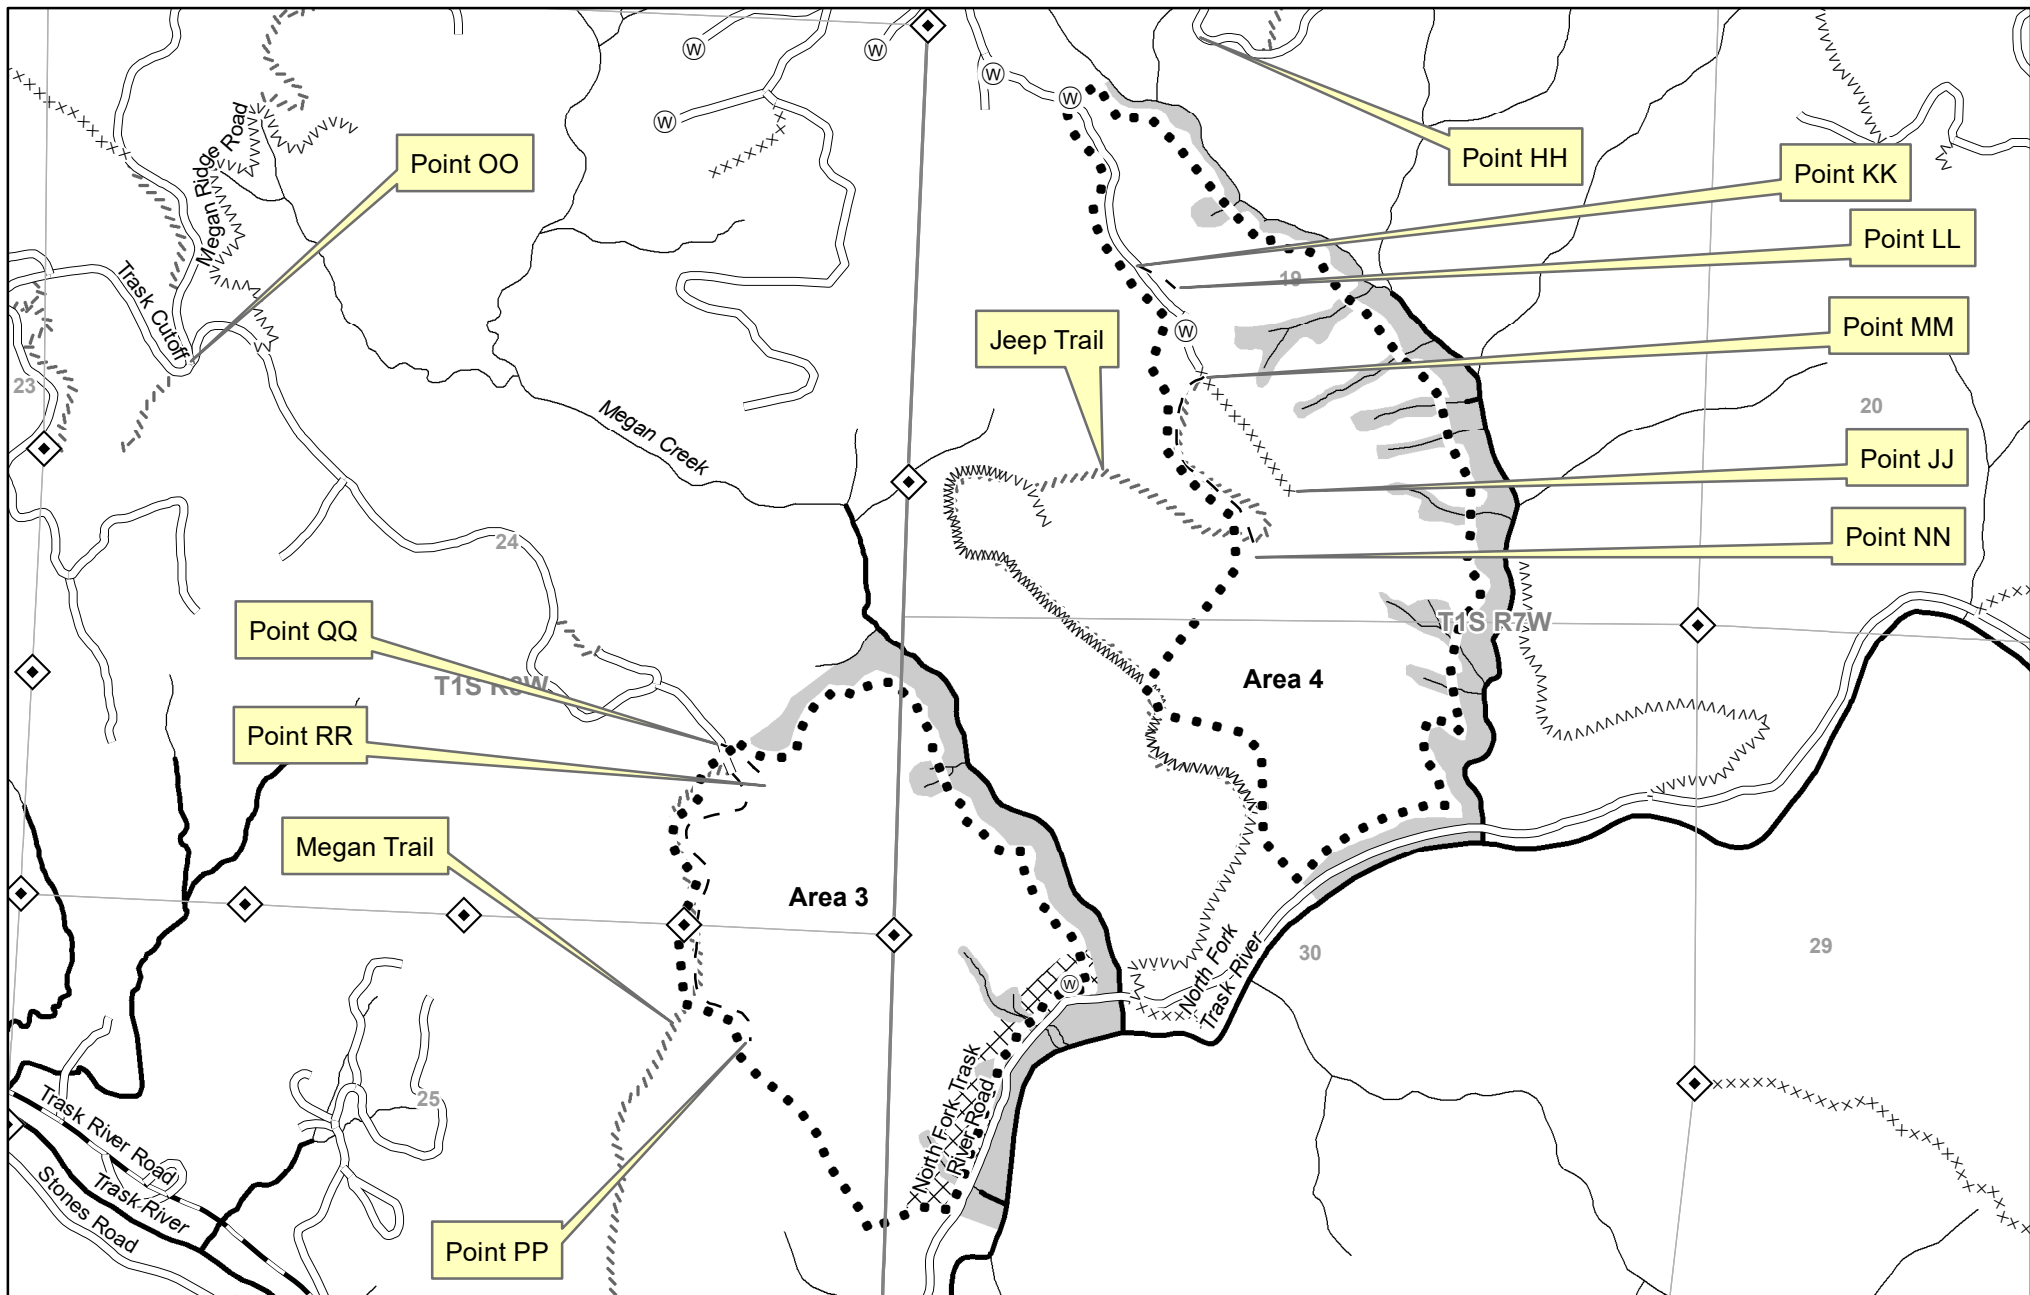 W
W
W
W
W
Point HH
Point OO
Megan Ridge Road
Point KK
Point LL
19
Trask Cutoff
W
Jeep Trail
Point MM
23
20
Megan Creek
Point JJ
24
Point NN
Point QQ
T1S R7W
T1S R8W
Area 4
Point RR
Megan Trail
Area 3
30
29
North Fork
Trask River
W
25
North Fork Trask
River Road
Trask River Road
Trask River
Stones Road
Point PP